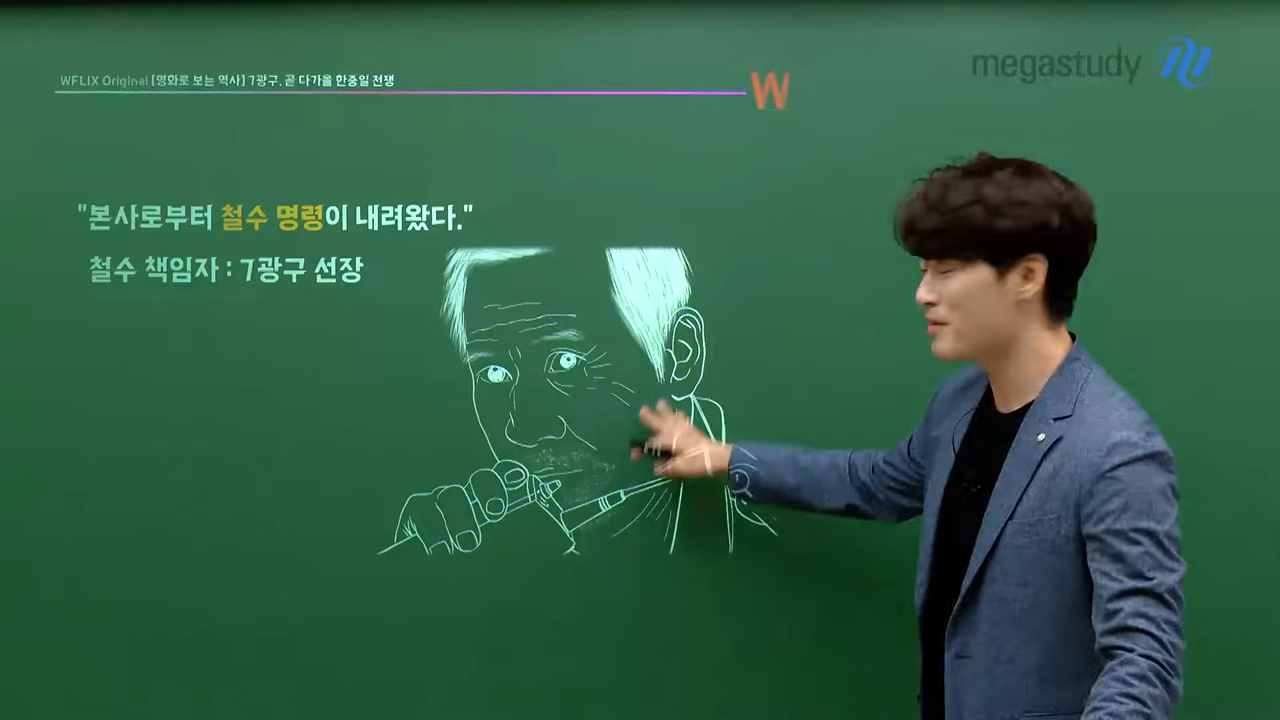 WFLIX Original [영화로 보는 역사] 7광구, 곧 다가올 한중일 전쟁
W
megastudy
"본사로부터 철수 명령이 내려왔다."
철수 책임자 : 7광구 선장